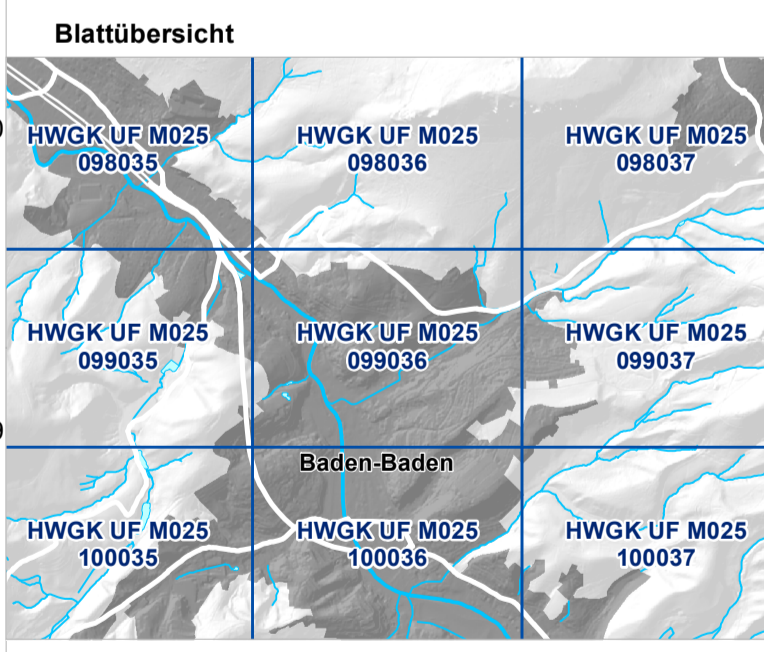 Blattübersicht
HWGK UF M025
098035
HWGK UF M025
098036
HWGK UF M025
098037
HWGK UF M025
099035
HWGK UF M025
099036
HWGK UF M025
099037
Baden-Baden
HWGK UF M025
100035
HWGK UF M025
100036
HWGK UF M025
100037